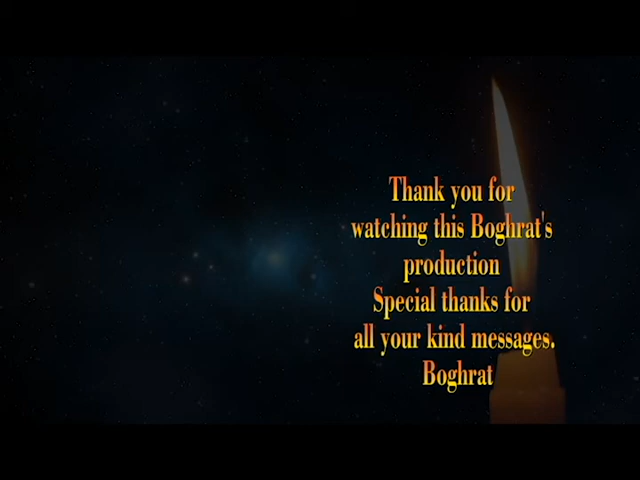 Thank you for
watching this Boghrat's
production
Special thanks for
all your kind messages.
Boghrat